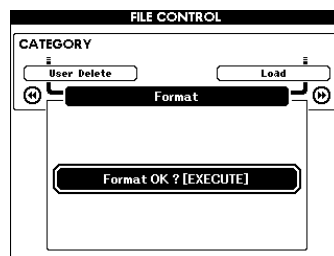 FILE CONTROL
CATEGORY
User Delete
Load
Format
Format OK ? [EXECUTE]